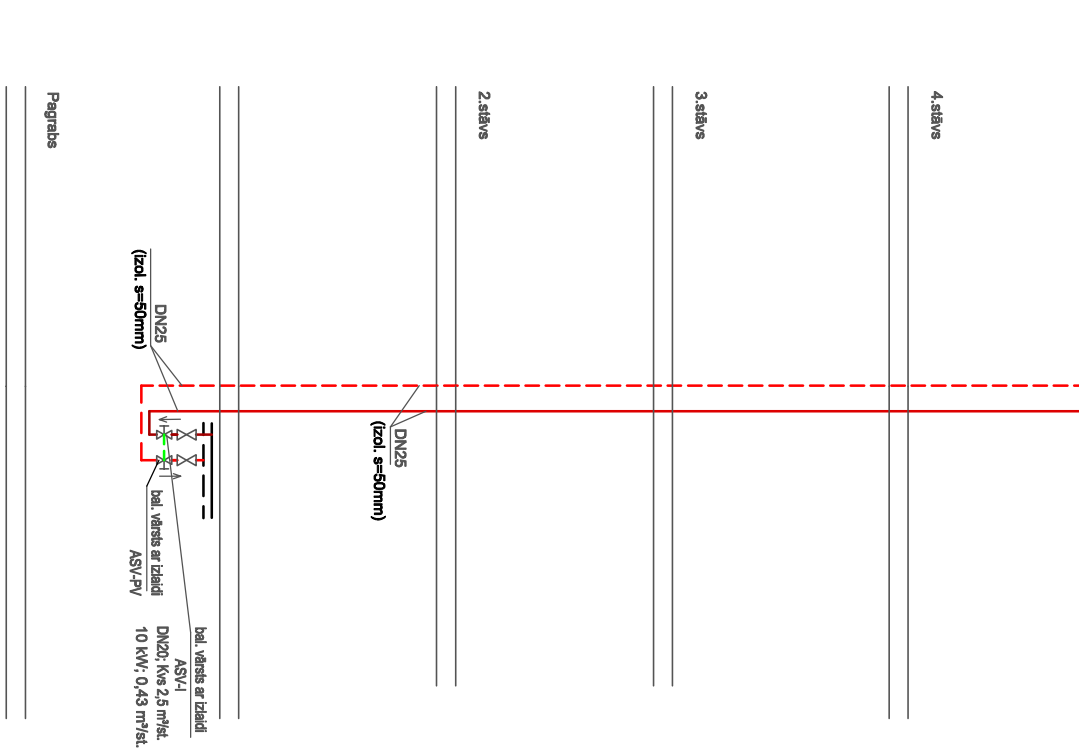 4.stāvs
3.stāvs
2.stāvs
DN25
(izol. s=50mm)
Pagrabs
DN25
(izol. s=50mm)
bal. vārsts ar izlaidi
ASV-I
DN20; Kvs 2,5 m³/st.
10 kW; 0,43 m³/st.
bal. vārsts ar izlaidi
ASV-PV